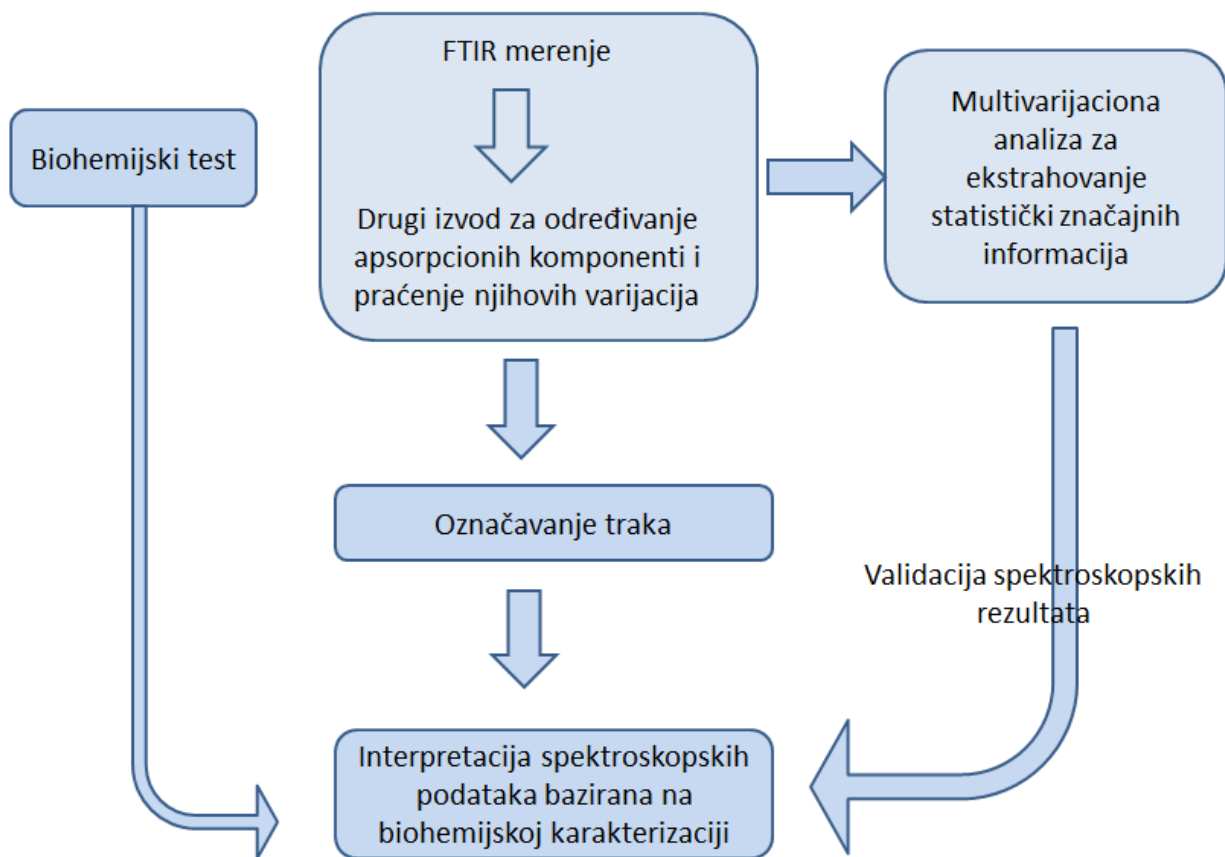 FTIR merenje
Drugi izvod za određivanje
apsorpcionih komponenti i
praćenje njihovih varijacija
Biohemijski test
Multivarijaciona
analiza za
ekstrahovanje
statistički značajnih
informacija
Označavanje traka
Validacija spektroskopskih
rezultata
Interpretacija spektroskopskih
podataka bazirana na
biohemijskoj karakterizaciji